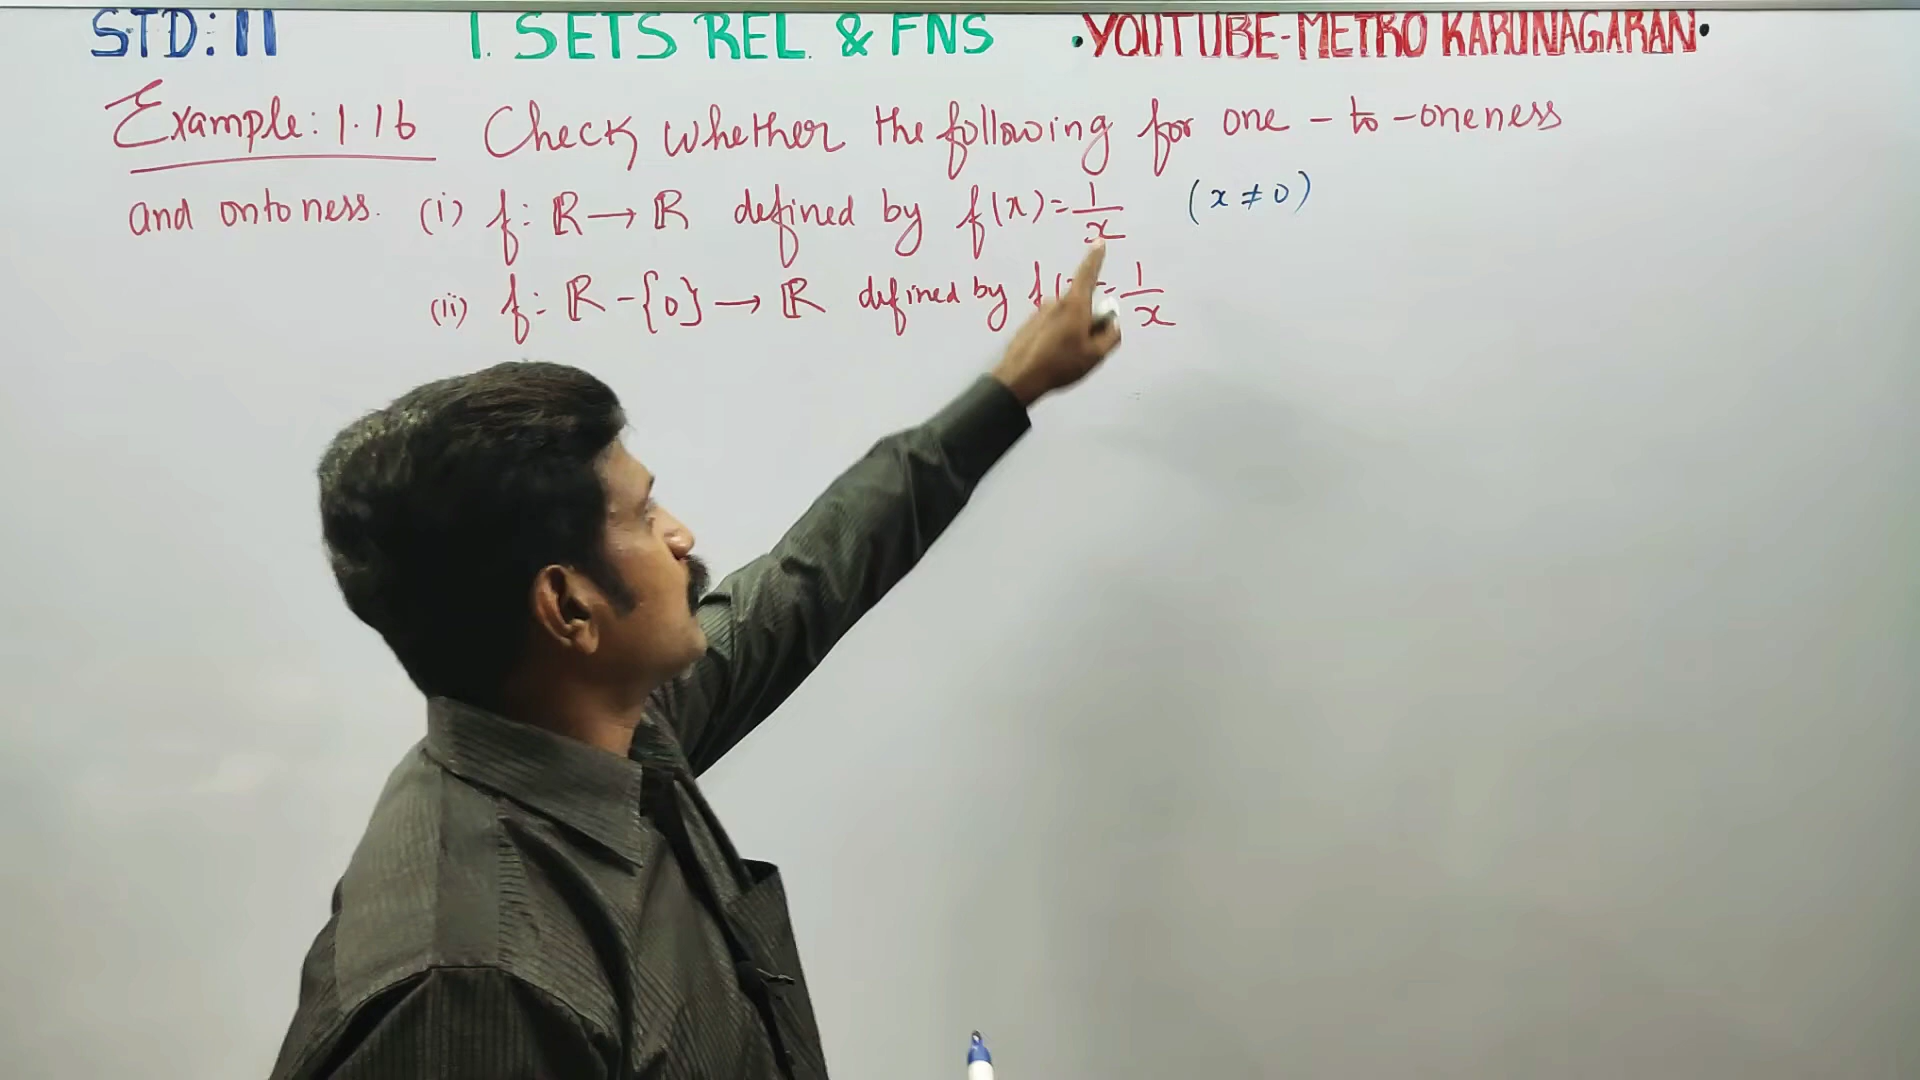 STD: 11 1. SETS REL. & FNS •YOUTUBE-METRO KARUNAGARAN•
Example: 1.16 Check whether the following for one-to-oneness
and ontoness. (i) f: ℝ → ℝ defined by f(x)=1/x (x ≠ 0)
(ii) f: ℝ - {0} → ℝ defined by = 1/x